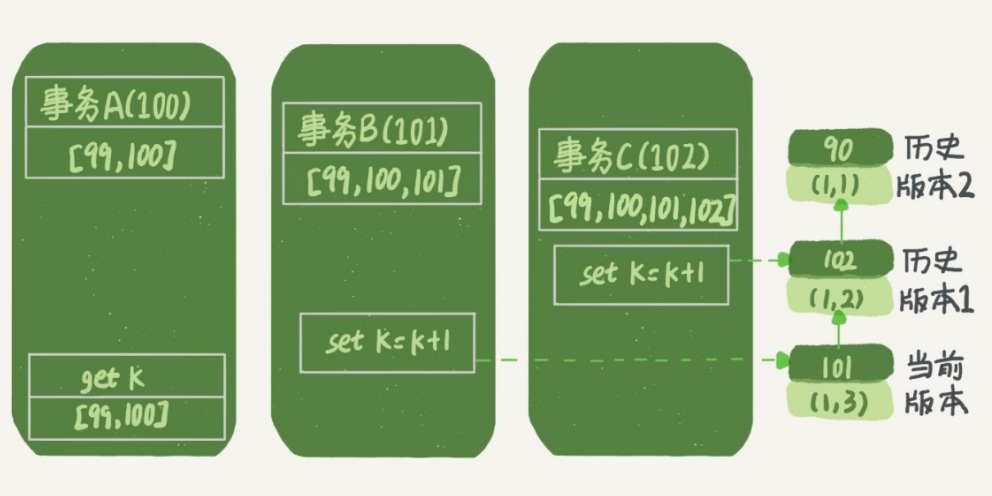 事务A(100)
[99,100]
get k
[99,100]
事务B(101)
[99,100,101]
set k=k+1
事务C(102)
[99,100,101,102]
set k=k+1
90
(1,1)
历史
版本2
102
(1,2)
历史
版本1
101
(1,3)
当前
版本